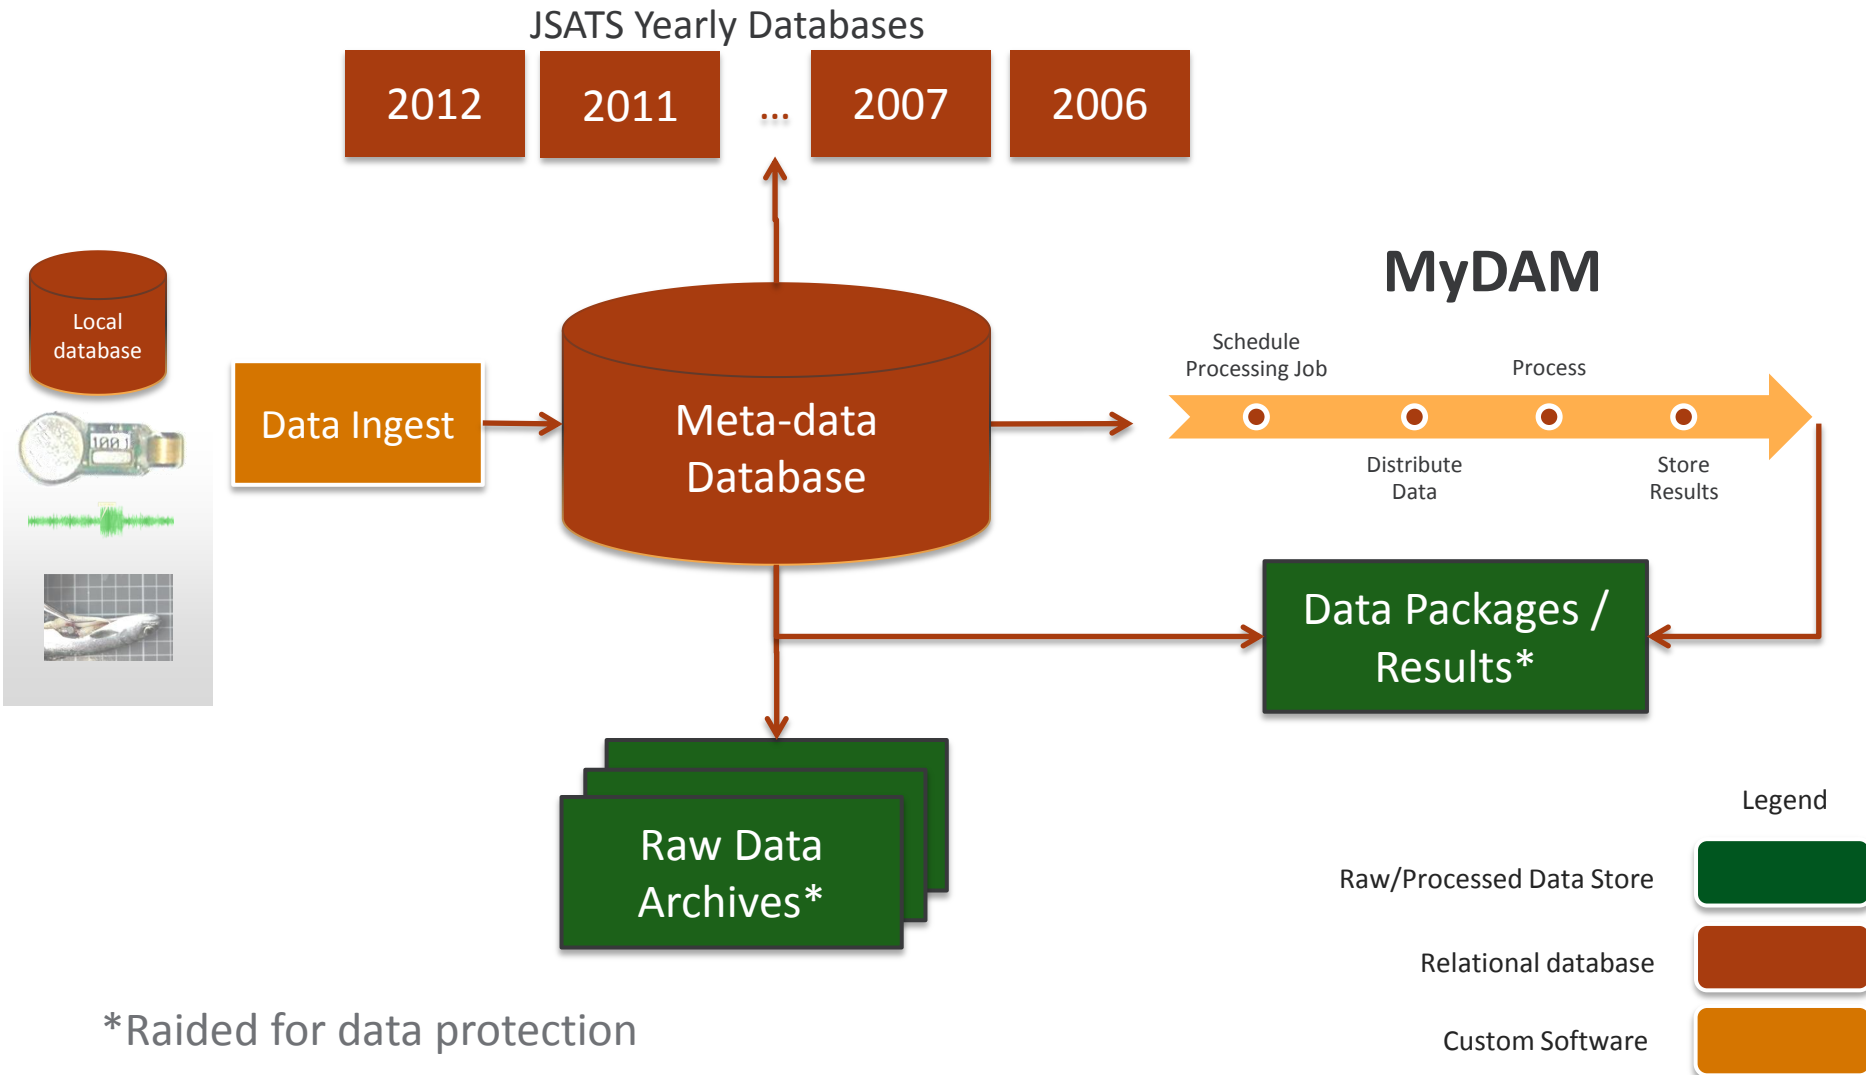 JSATS Yearly Databases
2012
2011
...
2007
2006
Local
database
MyDAM
Schedule
Processing Job
Process
Data Ingest
Meta-data
Database
Distribute
Data
Store
Results
Data Packages /
Results*
Raw Data
Archives*
Legend
Raw/Processed Data Store
Relational database
Custom Software
*Raided for data protection